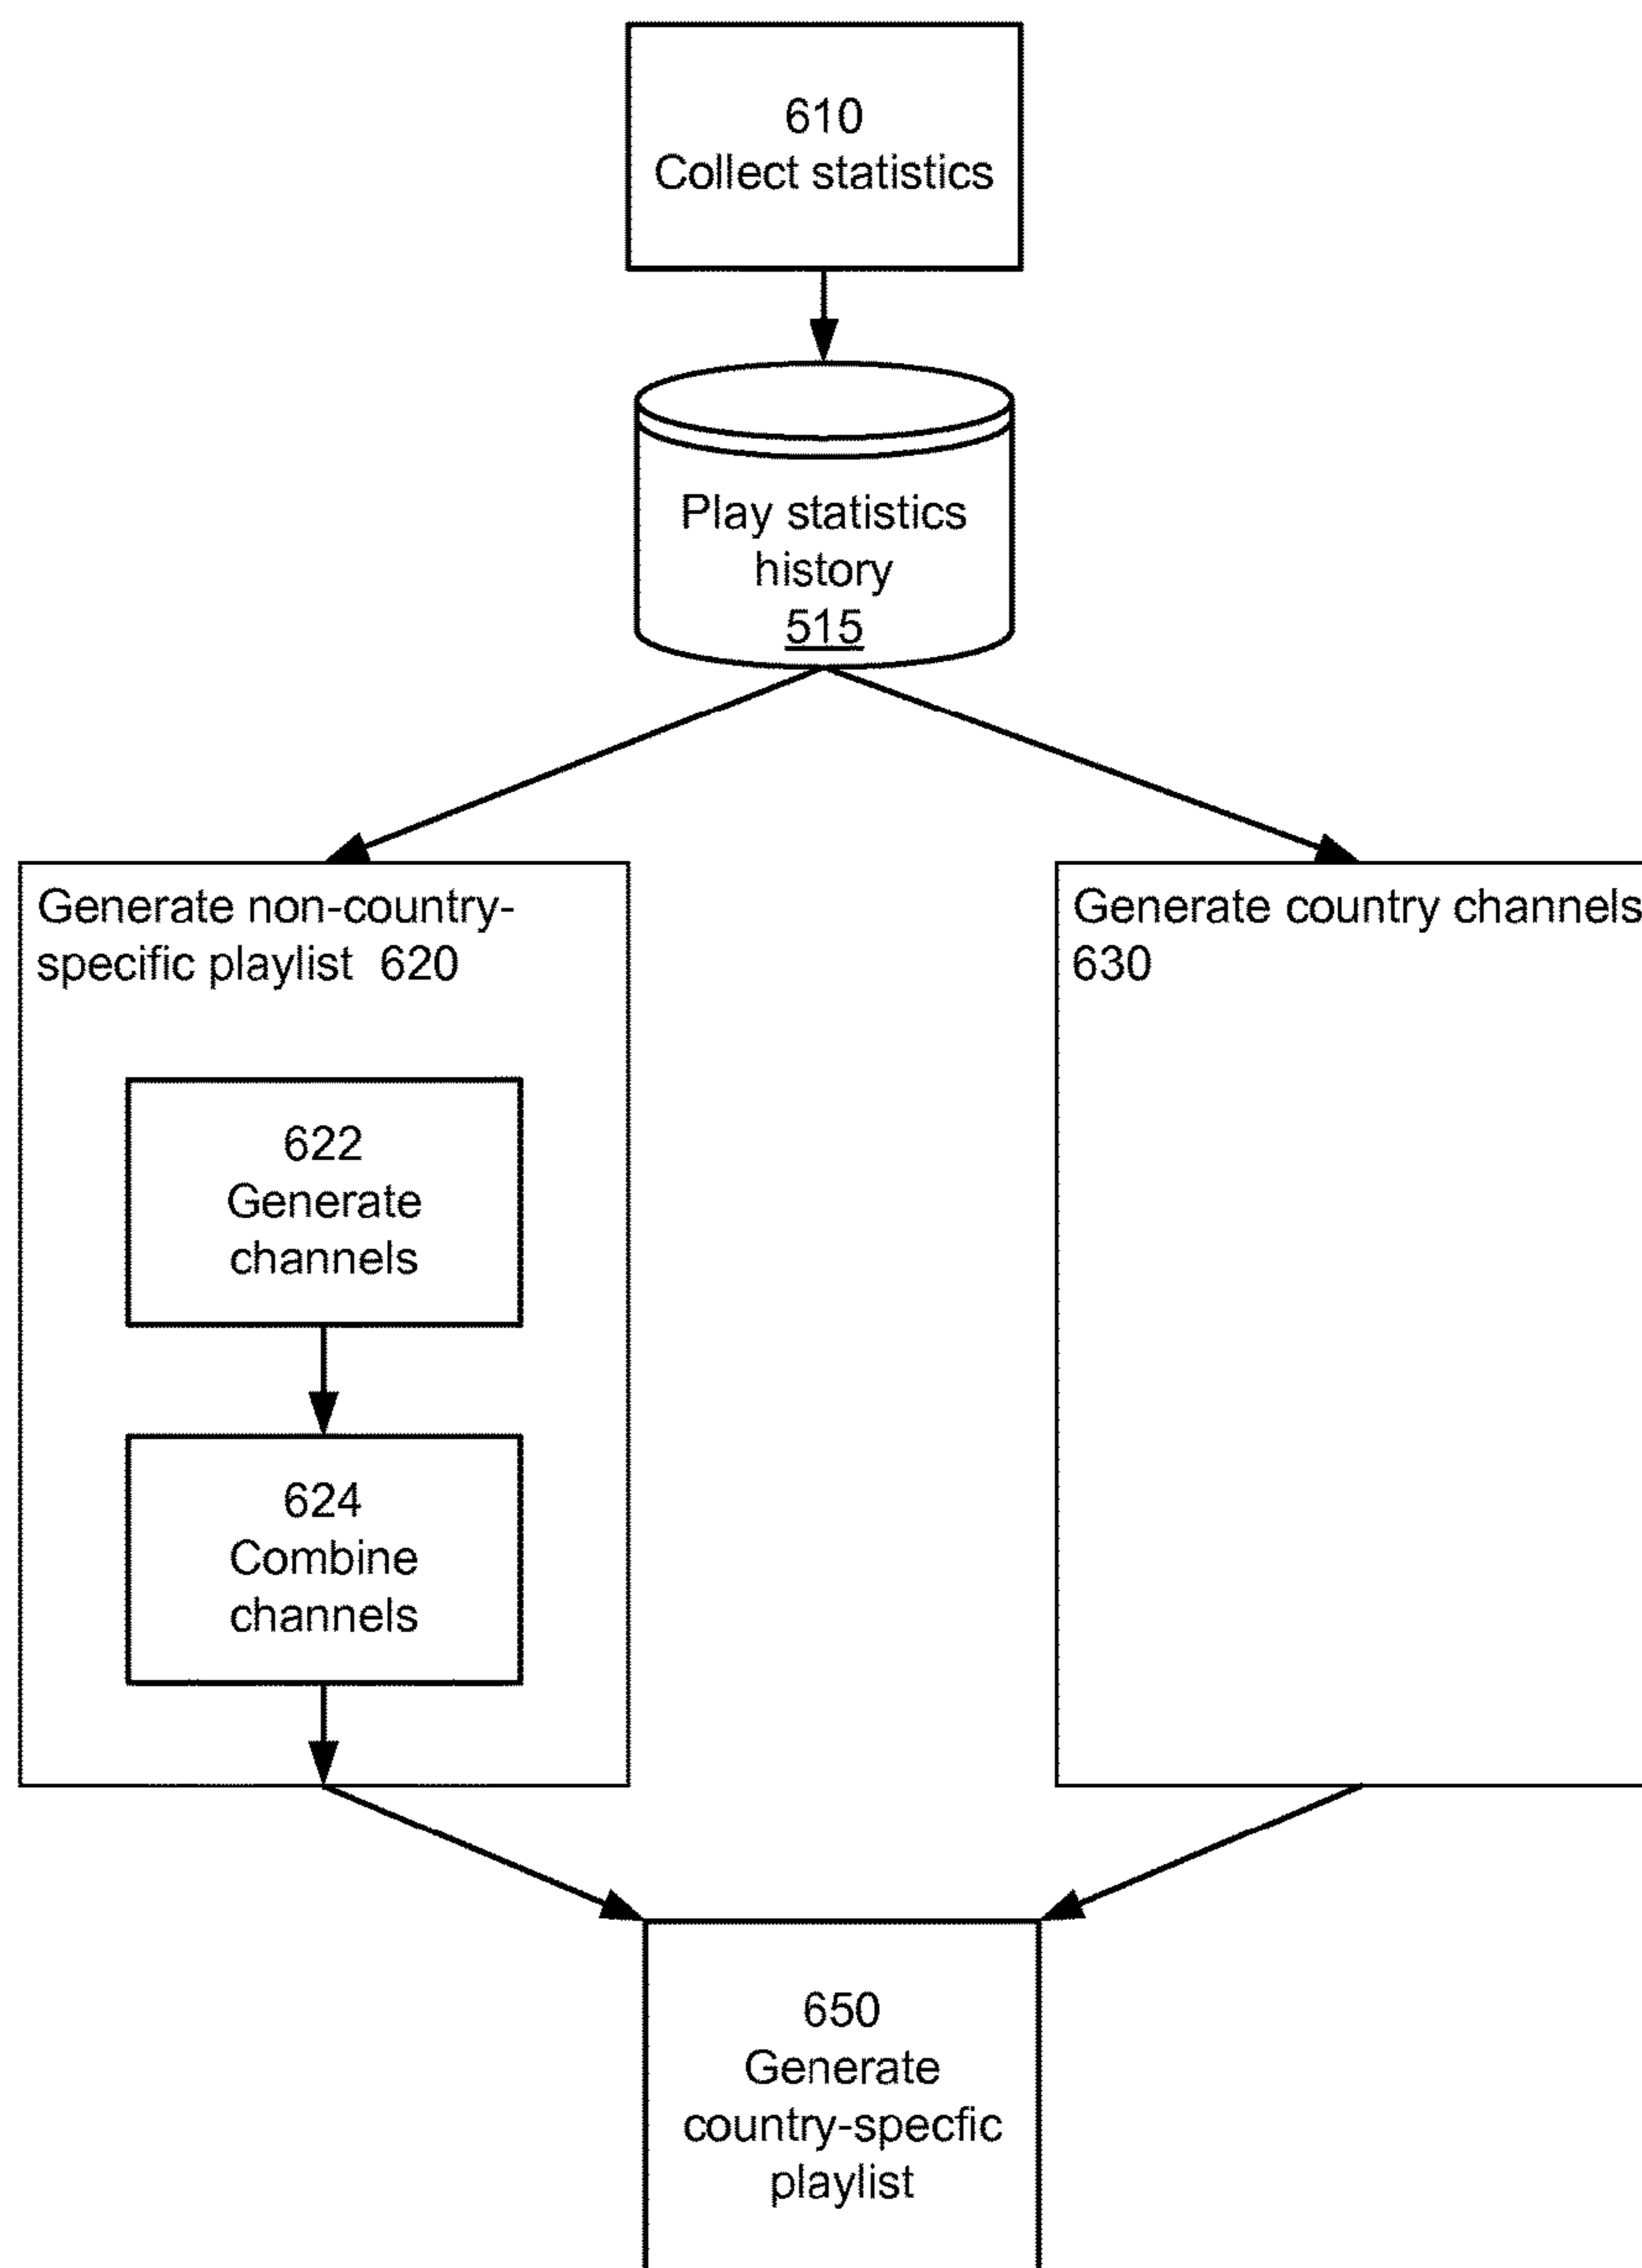 610
Collect statistics
Play statistics
history
515
Generate non-country-
specific playlist 620
622
Generate
channels
624
Combine
channels
Generate country channels
630
650
Generate
country-specfic
playlist